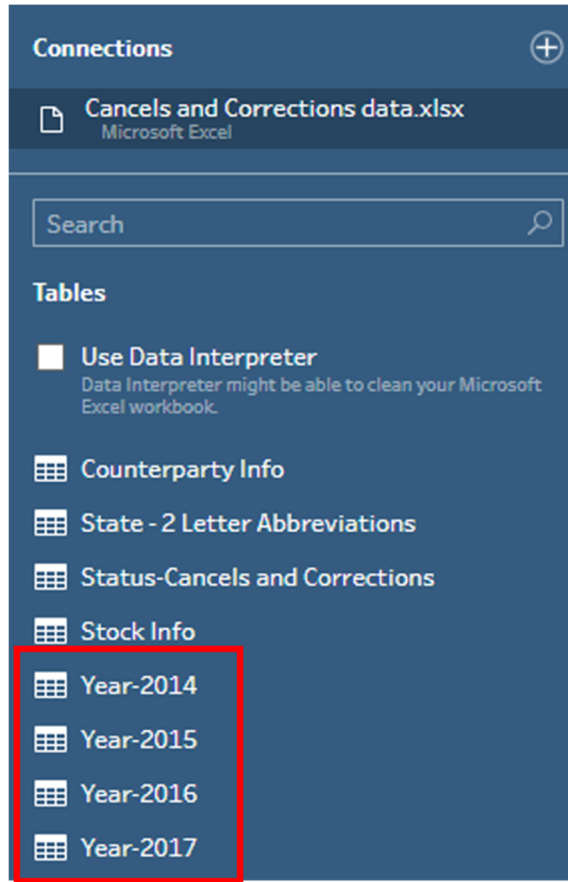 Connections
Cancels and Corrections data.xlsx
Microsoft Excel
Search
Tables
Use Data Interpreter
Data Interpreter might be able to clean your Microsoft
Excel workbook.
Counterparty Info
State - 2 Letter Abbreviations
Status-Cancels and Corrections
Stock Info
Year-2014
Year-2015
Year-2016
Year-2017